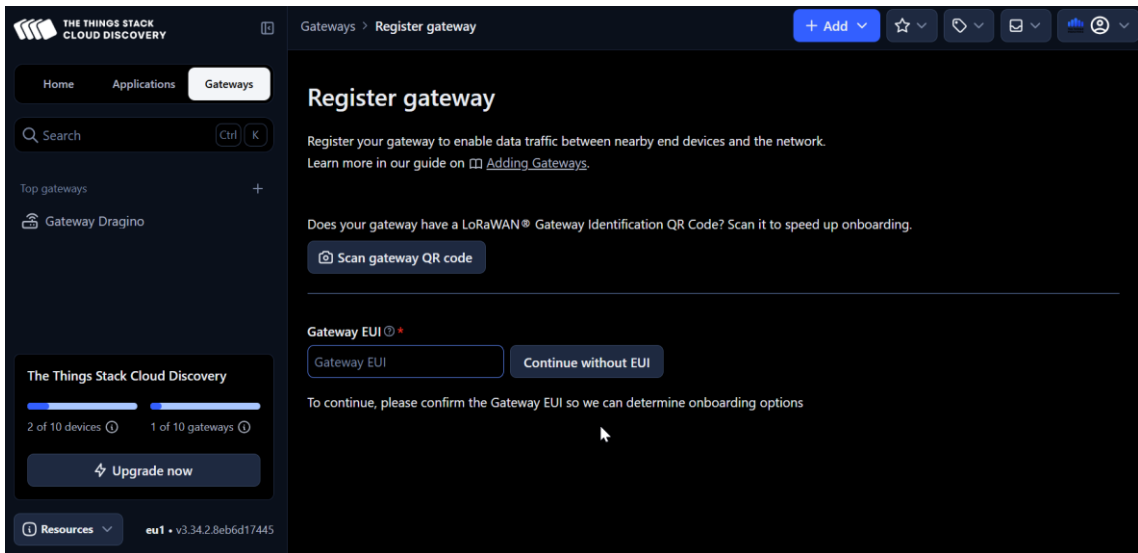 THE THINGS STACK
CLOUD DISCOVERY
Home Applications Gateways
Search Ctrl K
Top gateways +
Gateway Dragino
The Things Stack Cloud Discovery
2 of 10 devices 1 of 10 gateways
Upgrade now
Resources eu1 • v3.34.2.8eb6d17445
Gateways > Register gateway
+ Add
Register gateway
Register your gateway to enable data traffic between nearby end devices and the network.
Learn more in our guide on Adding Gateways.
Does your gateway have a LoRaWAN® Gateway Identification QR Code? Scan it to speed up onboarding.
Scan gateway QR code
Gateway EUI *
Gateway EUI Continue without EUI
To continue, please confirm the Gateway EUI so we can determine onboarding options